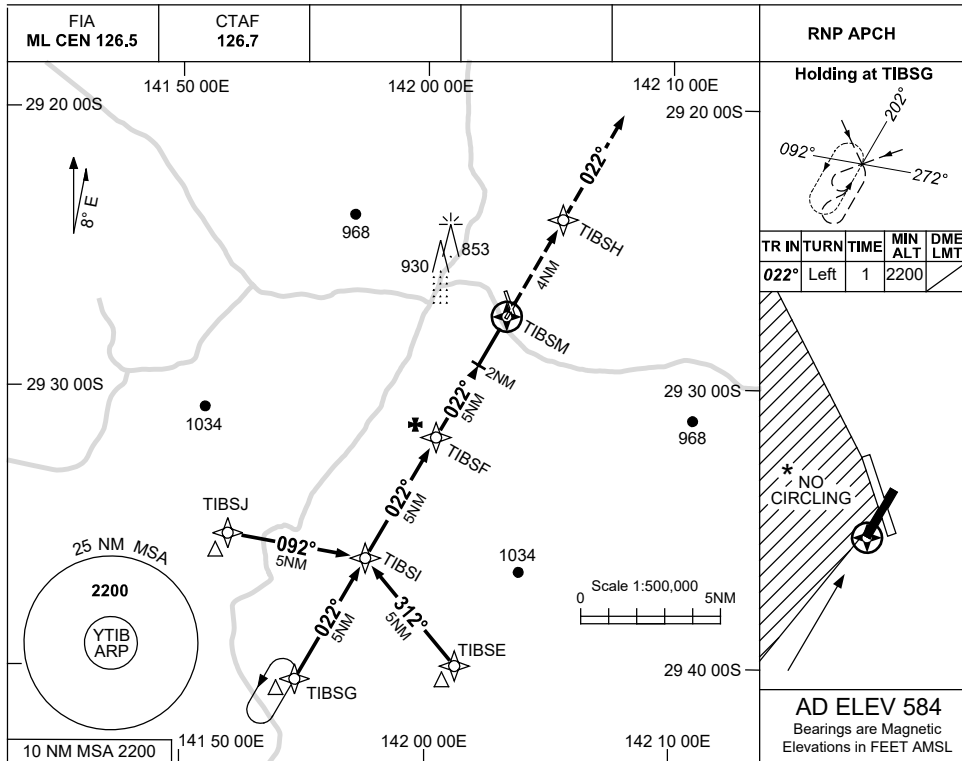 FIA
ML CEN 126.5
CTAF
126.7
RNP APCH
141 50 00E
142 00 00E
142 10 00E
29 20 00S
29 20 00S
8° E
968
930
853
022°
TIBSH
4NM
TIBSM
2NM
29 30 00S
29 30 00S
022°
5NM
1034
968
TIBSF
022°
5NM
TIBSJ
092°
5NM
TIBSI
1034
25 NM MSA
2200
YTIB
ARP
022°
5NM
312°
5NM
Scale 1:500,000
0
5NM
TIBSE
TIBSG
29 40 00S
141 50 00E
142 00 00E
142 10 00E
10 NM MSA 2200
Holding at TIBSG
202°
092°
272°
TR IN TURN TIME MIN ALT DME LMT
022° Left 1 2200
* NO
CIRCLING
AD ELEV 584
Bearings are Magnetic
Elevations in FEET AMSL